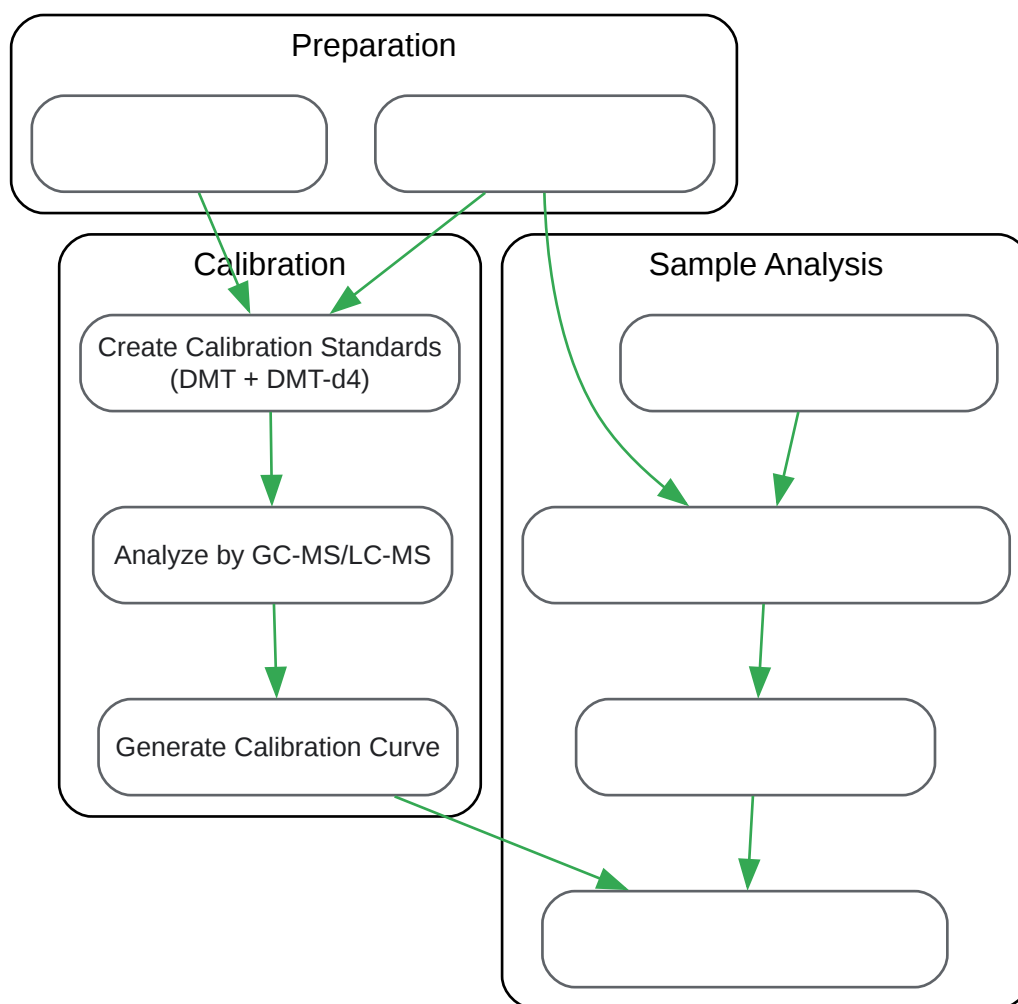 Preparation
Calibration
Sample Analysis
Create Calibration Standards
(DMT + DMT-d4)
Analyze by GC-MS/LC-MS
Generate Calibration Curve